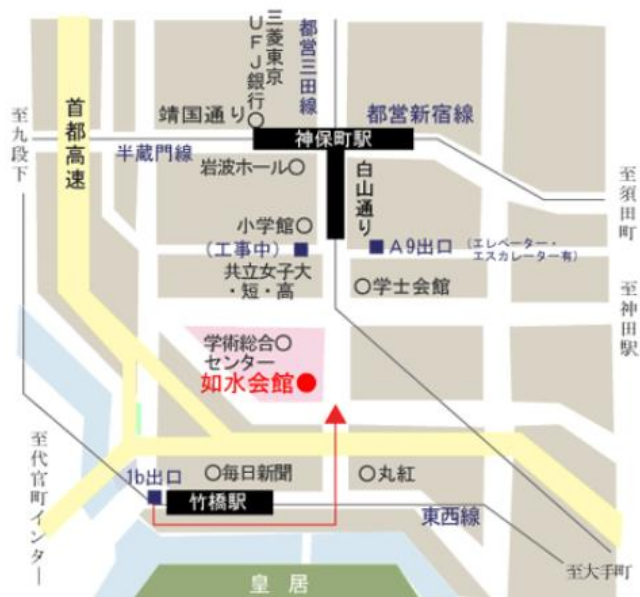 三菱東京
UFJ銀行
都営三田線
首都高速
靖国通り
都営新宿線
至九段下
神保町駅
半蔵門線
岩波ホール
白山通り
至須田町
小学館
(工事中)
A9出口
(エレベーター・
エスカレーター有)
共立女子大
・短・高
学士会館
至神田駅
学術総合
センター
如水会館
至代官町インター
1b出口
毎日新聞
丸紅
竹橋駅
東西線
至大手町
皇居